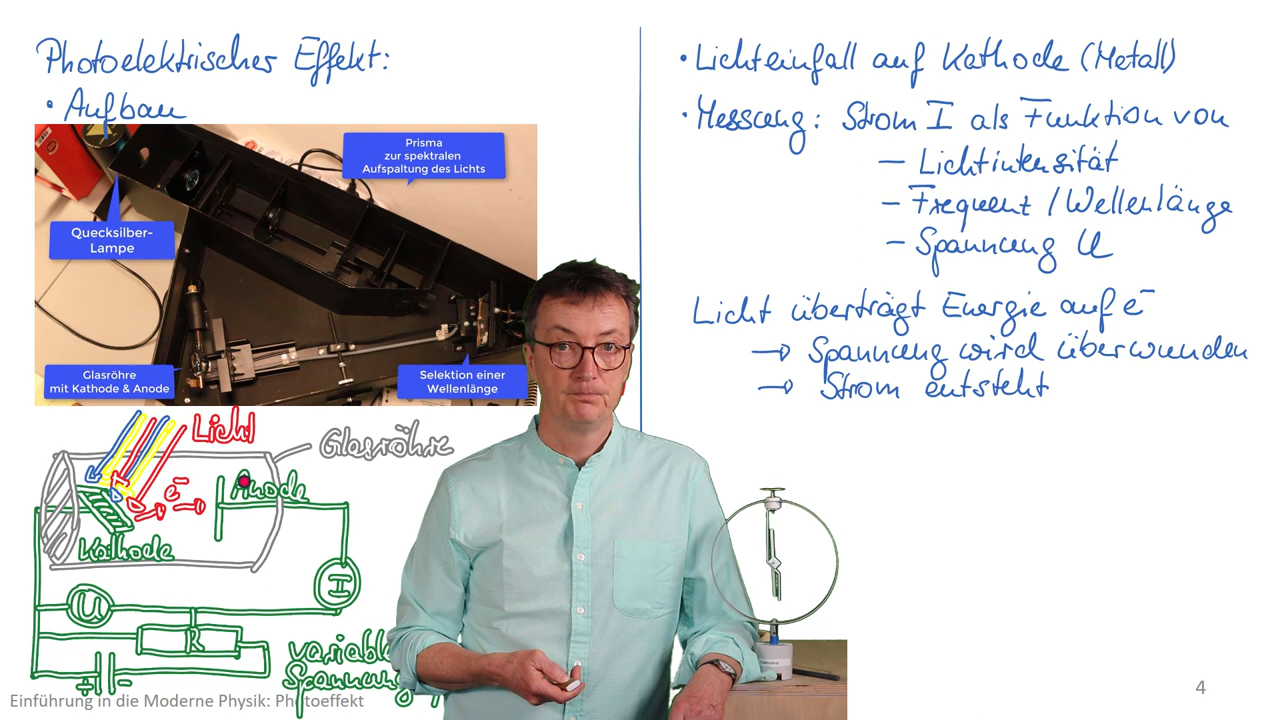 Photoelektrischer Effekt:
• Aufbau
Prisma
zur spektralen
Aufspaltung des Lichts
Quecksilber-
Lampe
Glasröhre
mit Kathode & Anode
Selektion einer
Wellenlänge
Licht
Glasröhre
e⁻
Anode
Kathode
I
U
R
+ -
variable
Spannung
Einführung in die Moderne Physik: Photoeffekt
• Lichteinfall auf Kathode (Metall)
• Messung: Strom I als Funktion von
– Lichtintensität
– Frequent / Wellenlänge
– Spannung U
Licht überträgt Energie auf e⁻
→ Spannung wird überwunden
→ Strom entsteht
4